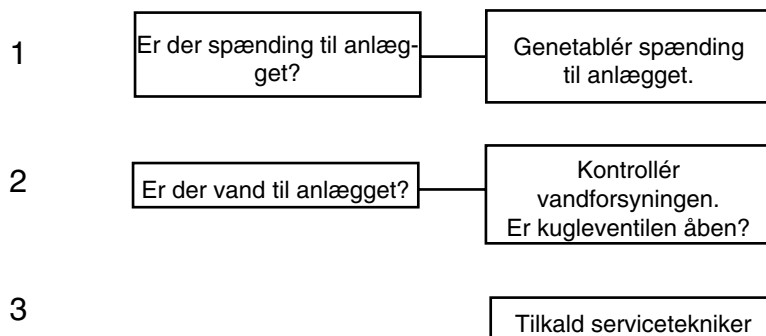 1
Er der spænding til anlæg-
get?
Genetablér spænding
til anlægget.
2
Er der vand til anlægget?
Kontrollér
vandforsyningen.
Er kugleventilen åben?
3
Tilkald servicetekniker